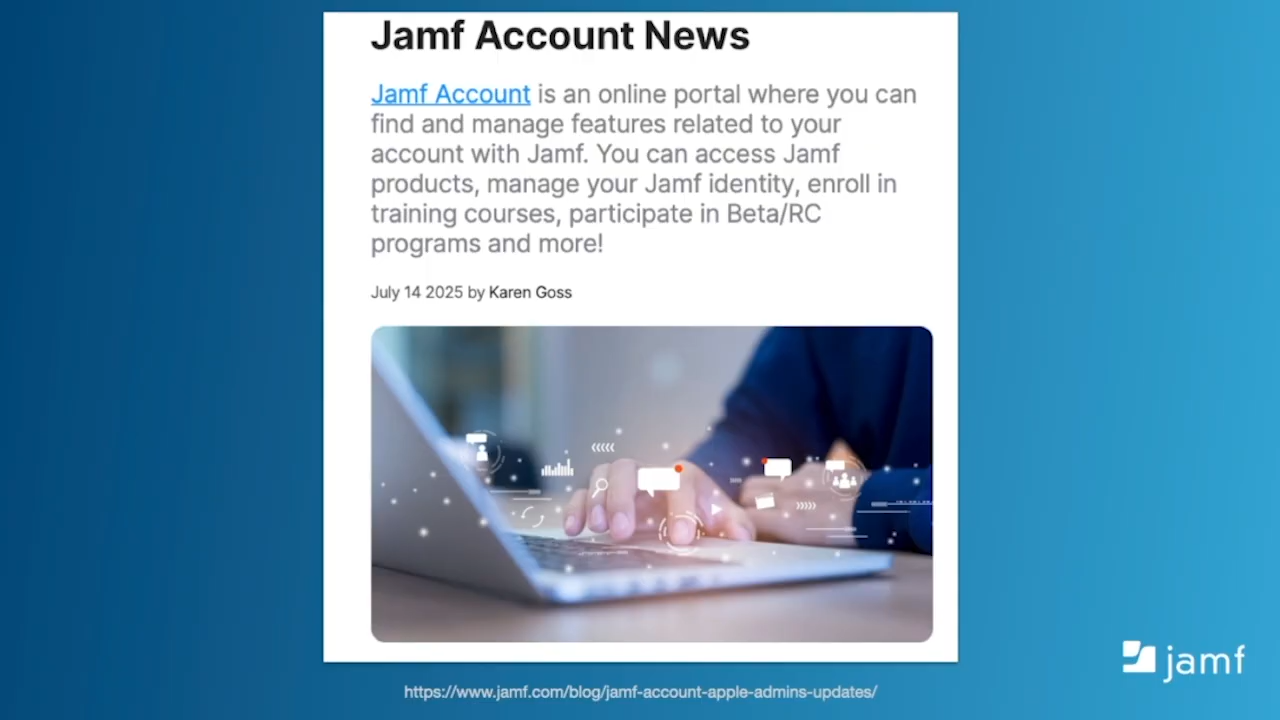 Jamf Account News
Jamf Account is an online portal where you can
find and manage features related to your
account with Jamf. You can access Jamf
products, manage your Jamf identity, enroll in
training courses, participate in Beta/RC
programs and more!
July 14 2025 by Karen Goss
jamf
https://www.jamf.com/blog/jamf-account-apple-admins-updates/